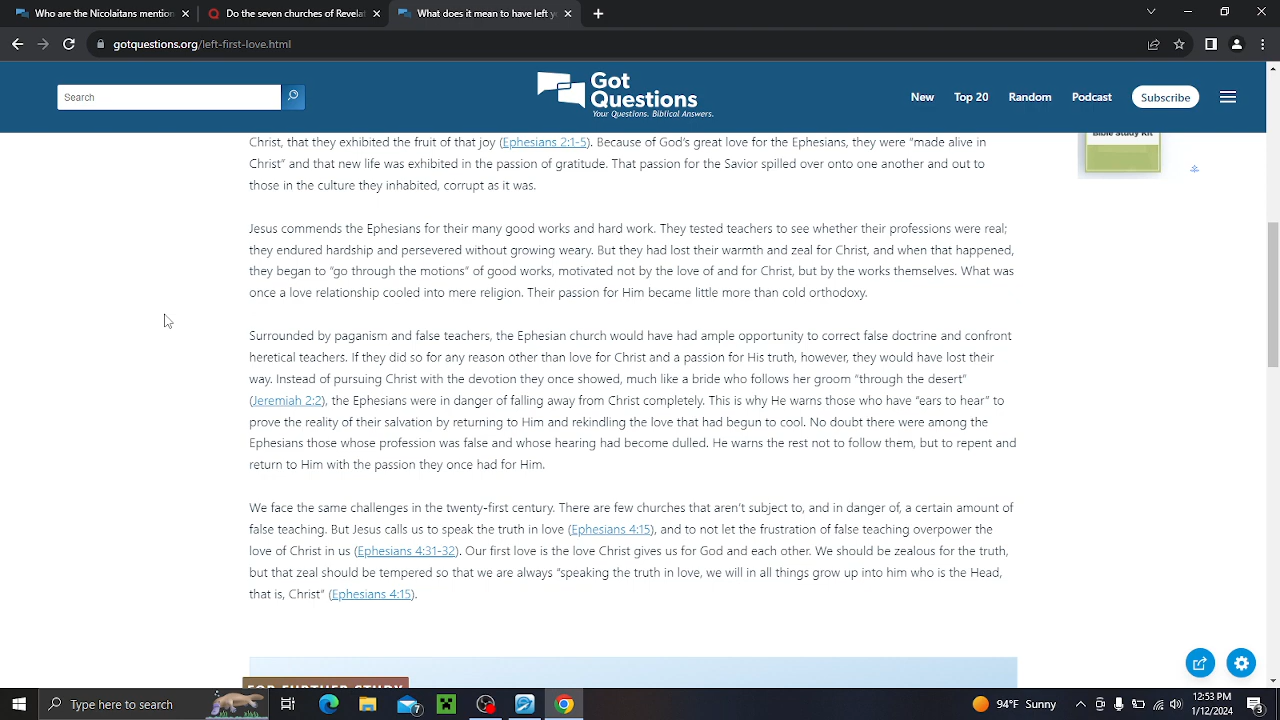 Who are the Nicolaitans mention
Do the seven churches of Revelat
What does it mean to have left yo
gotquestions.org/left-first-love.html
Search
Got
Questions
Your Questions. Biblical Answers.
New
Top 20
Random
Podcast
Subscribe
Bible Study Kit
Christ, that they exhibited the fruit of that joy (Ephesians 2:1-5). Because of God's great love for the Ephesians, they were “made alive in
Christ” and that new life was exhibited in the passion of gratitude. That passion for the Savior spilled over onto one another and out to
those in the culture they inhabited, corrupt as it was.
Jesus commends the Ephesians for their many good works and hard work. They tested teachers to see whether their professions were real;
they endured hardship and persevered without growing weary. But they had lost their warmth and zeal for Christ, and when that happened,
they began to “go through the motions” of good works, motivated not by the love of and for Christ, but by the works themselves. What was
once a love relationship cooled into mere religion. Their passion for Him became little more than cold orthodoxy.
Surrounded by paganism and false teachers, the Ephesian church would have had ample opportunity to correct false doctrine and confront
heretical teachers. If they did so for any reason other than love for Christ and a passion for His truth, however, they would have lost their
way. Instead of pursuing Christ with the devotion they once showed, much like a bride who follows her groom “through the desert”
(Jeremiah 2:2), the Ephesians were in danger of falling away from Christ completely. This is why He warns those who have “ears to hear” to
prove the reality of their salvation by returning to Him and rekindling the love that had begun to cool. No doubt there were among the
Ephesians those whose profession was false and whose hearing had become dulled. He warns the rest not to follow them, but to repent and
return to Him with the passion they once had for Him.
We face the same challenges in the twenty-first century. There are few churches that aren't subject to, and in danger of, a certain amount of
false teaching. But Jesus calls us to speak the truth in love (Ephesians 4:15), and to not let the frustration of false teaching overpower the
love of Christ in us (Ephesians 4:31-32). Our first love is the love Christ gives us for God and each other. We should be zealous for the truth,
but that zeal should be tempered so that we are always “speaking the truth in love, we will in all things grow up into him who is the Head,
that is, Christ” (Ephesians 4:15).
FOR FURTHER STUDY
Type here to search
7
54°F Sunny
12:53 PM
1/12/2024